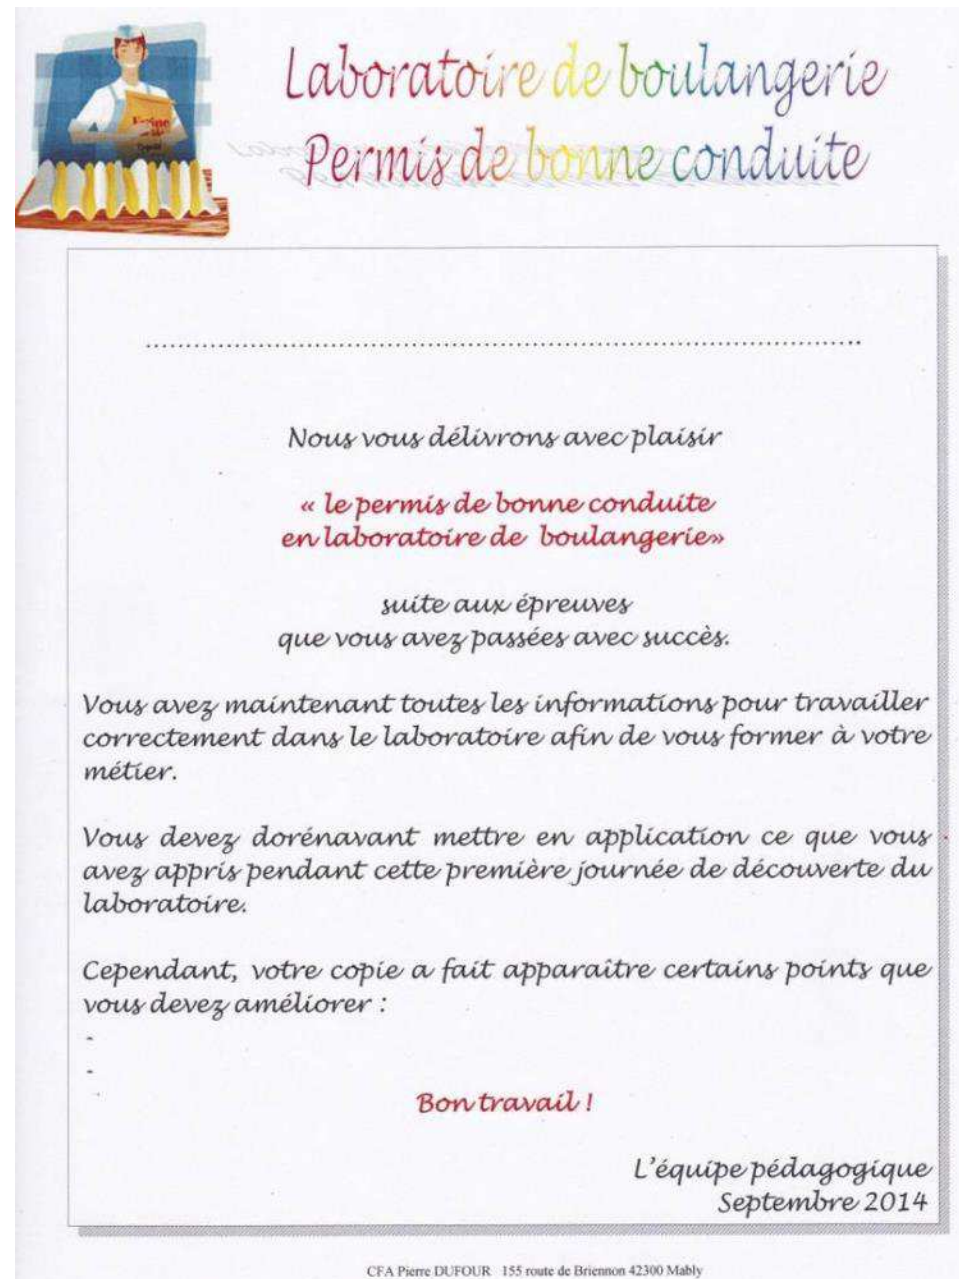 Laboratoire de boulangerie
Permis de bonne conduite
Farine
................................................................................
Nous vous délivrons avec plaisir
« le permis de bonne conduite
en laboratoire de boulangerie»
suite aux épreuves
que vous avez passées avec succès.
Vous avez maintenant toutes les informations pour travailler
correctement dans le laboratoire afin de vous former à votre
métier.
Vous devez dorénavant mettre en application ce que vous
avez appris pendant cette première journée de découverte du
laboratoire.
Cependant, votre copie a fait apparaître certains points que
vous devez améliorer :
-
-
Bon travail !
L'équipe pédagogique
Septembre 2014
CFA Pierre DUFOUR 155 route de Briennon 42300 Mably